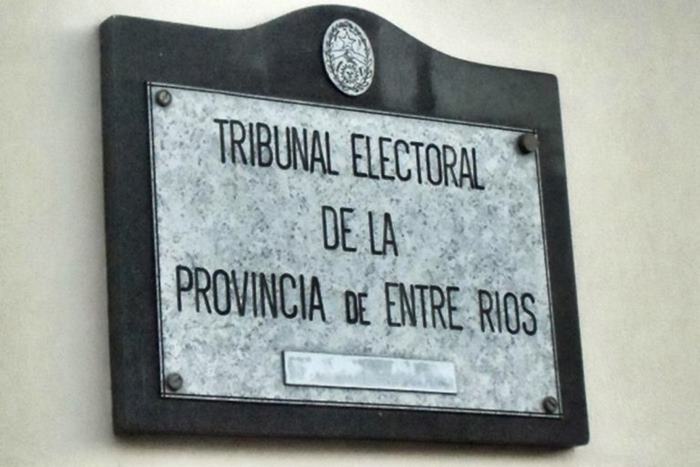 TRIBUNAL ELECTORAL
DE LA
PROVINCIA DE ENTRE RIOS